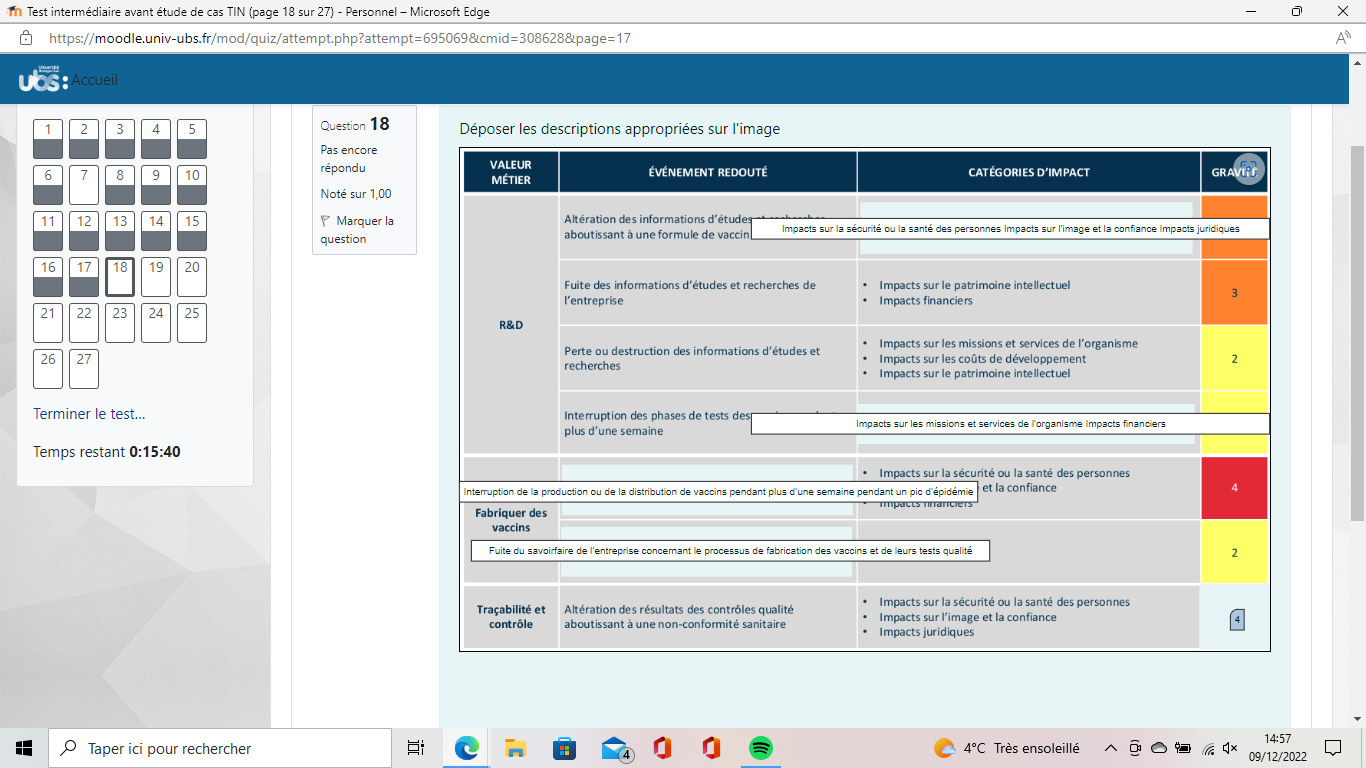 Test intermédiaire avant étude de cas TIN (page 18 sur 27) - Personnel – Microsoft Edge
https://moodle.univ-ubs.fr/mod/quiz/attempt.php?attempt=695069&cmid=308628&page=17
ubs: Accueil
1 2 3 4 5
6 7 8 9 10
11 12 13 14 15
16 17 18 19 20
21 22 23 24 25
26 27
Terminer le test...
Temps restant 0:15:40
Question 18
Pas encore
répondu
Noté sur 1,00
Marquer la
question
Déposer les descriptions appropriées sur l'image
VALEUR
MÉTIER
ÉVÉNEMENT REDOUTÉ
CATÉGORIES D'IMPACT
R&D
Altération des informations d'études et recherches
aboutissant à une formule de vaccin
Impacts sur la sécurité ou la santé des personnes Impacts sur l'image et la confiance Impacts juridiques
Fuite des informations d'études et recherches de
l'entreprise
• Impacts sur le patrimoine intellectuel
• Impacts financiers
3
Perte ou destruction des informations d'études et
recherches
• Impacts sur les missions et services de l'organisme
• Impacts sur les coûts de développement
• Impacts sur le patrimoine intellectuel
2
Interruption des phases de tests des
plus d'une semaine
Impacts sur les missions et services de l'organisme Impacts financiers
Fabriquer des
vaccins
Interruption de la production ou de la distribution de vaccins pendant plus d'une semaine pendant un pic d'épidémie
• Impacts sur la sécurité ou la santé des personnes
et la confiance
Impacts financiers
4
Fuite du savoirfaire de l'entreprise concernant le processus de fabrication des vaccins et de leurs tests qualité
2
Traçabilité et
contrôle
Altération des résultats des contrôles qualité
aboutissant à une non-conformité sanitaire
• Impacts sur la sécurité ou la santé des personnes
• Impacts sur l'image et la confiance
• Impacts juridiques
4
Taper ici pour rechercher
4
4°C Très ensoleillé
14:57
09/12/2022